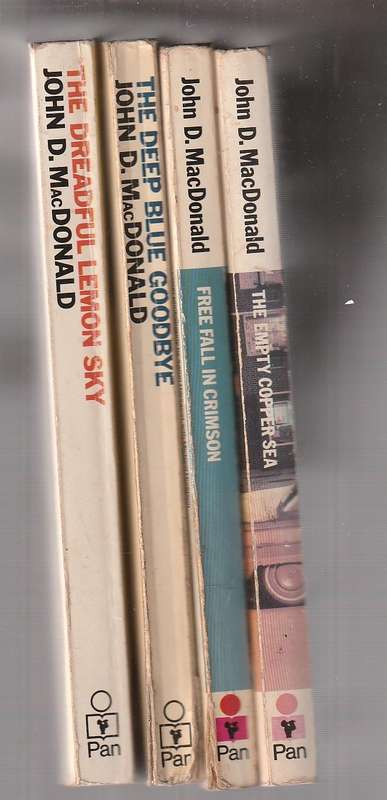 THE DREADFUL LEMON SKY
JOHN D. MACDONALD
Pan
THE DEEP BLUE GOODBYE
JOHN D. MACDONALD
Pan
John D. MacDonald
FREE FALL IN CRIMSON
Pan
John D. MacDonald
THE EMPTY COPPER SEA
Pan